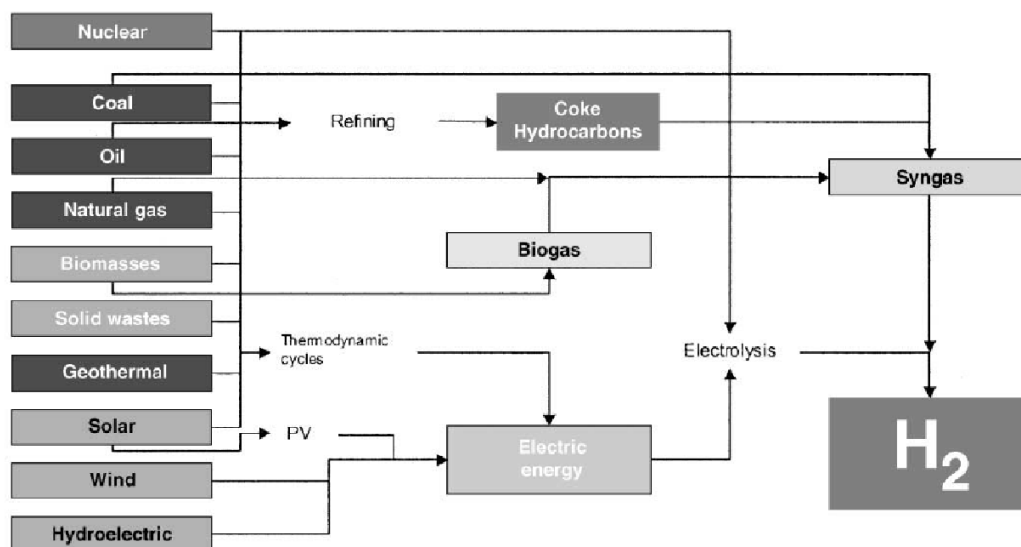 Nuclear
Coal
Refining
Coke
Hydrocarbons
Oil
Syngas
Natural gas
Biogas
Biomasses
Solid wastes
Thermodynamic
cycles
Electrolysis
Geothermal
Solar
PV
Electric
energy
H2
Wind
Hydroelectric